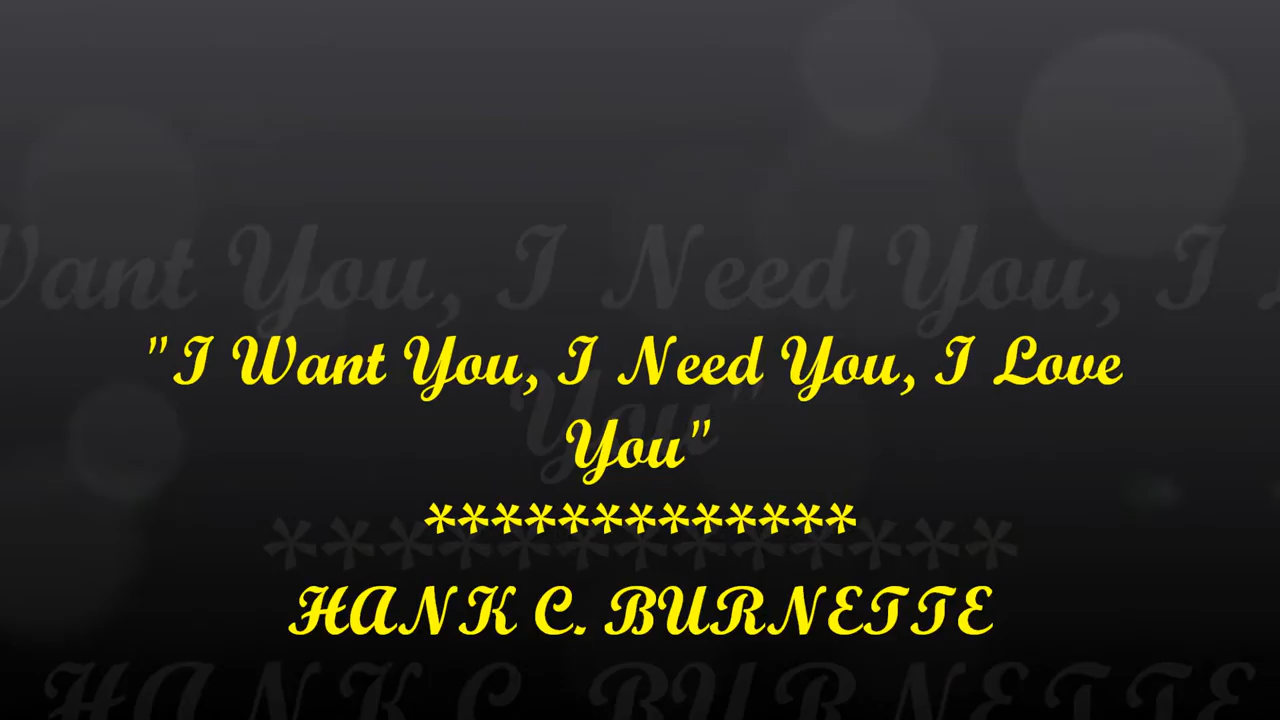 "I Want You, I Need You, I Love
You"
*************
HANK C. BURNETTE